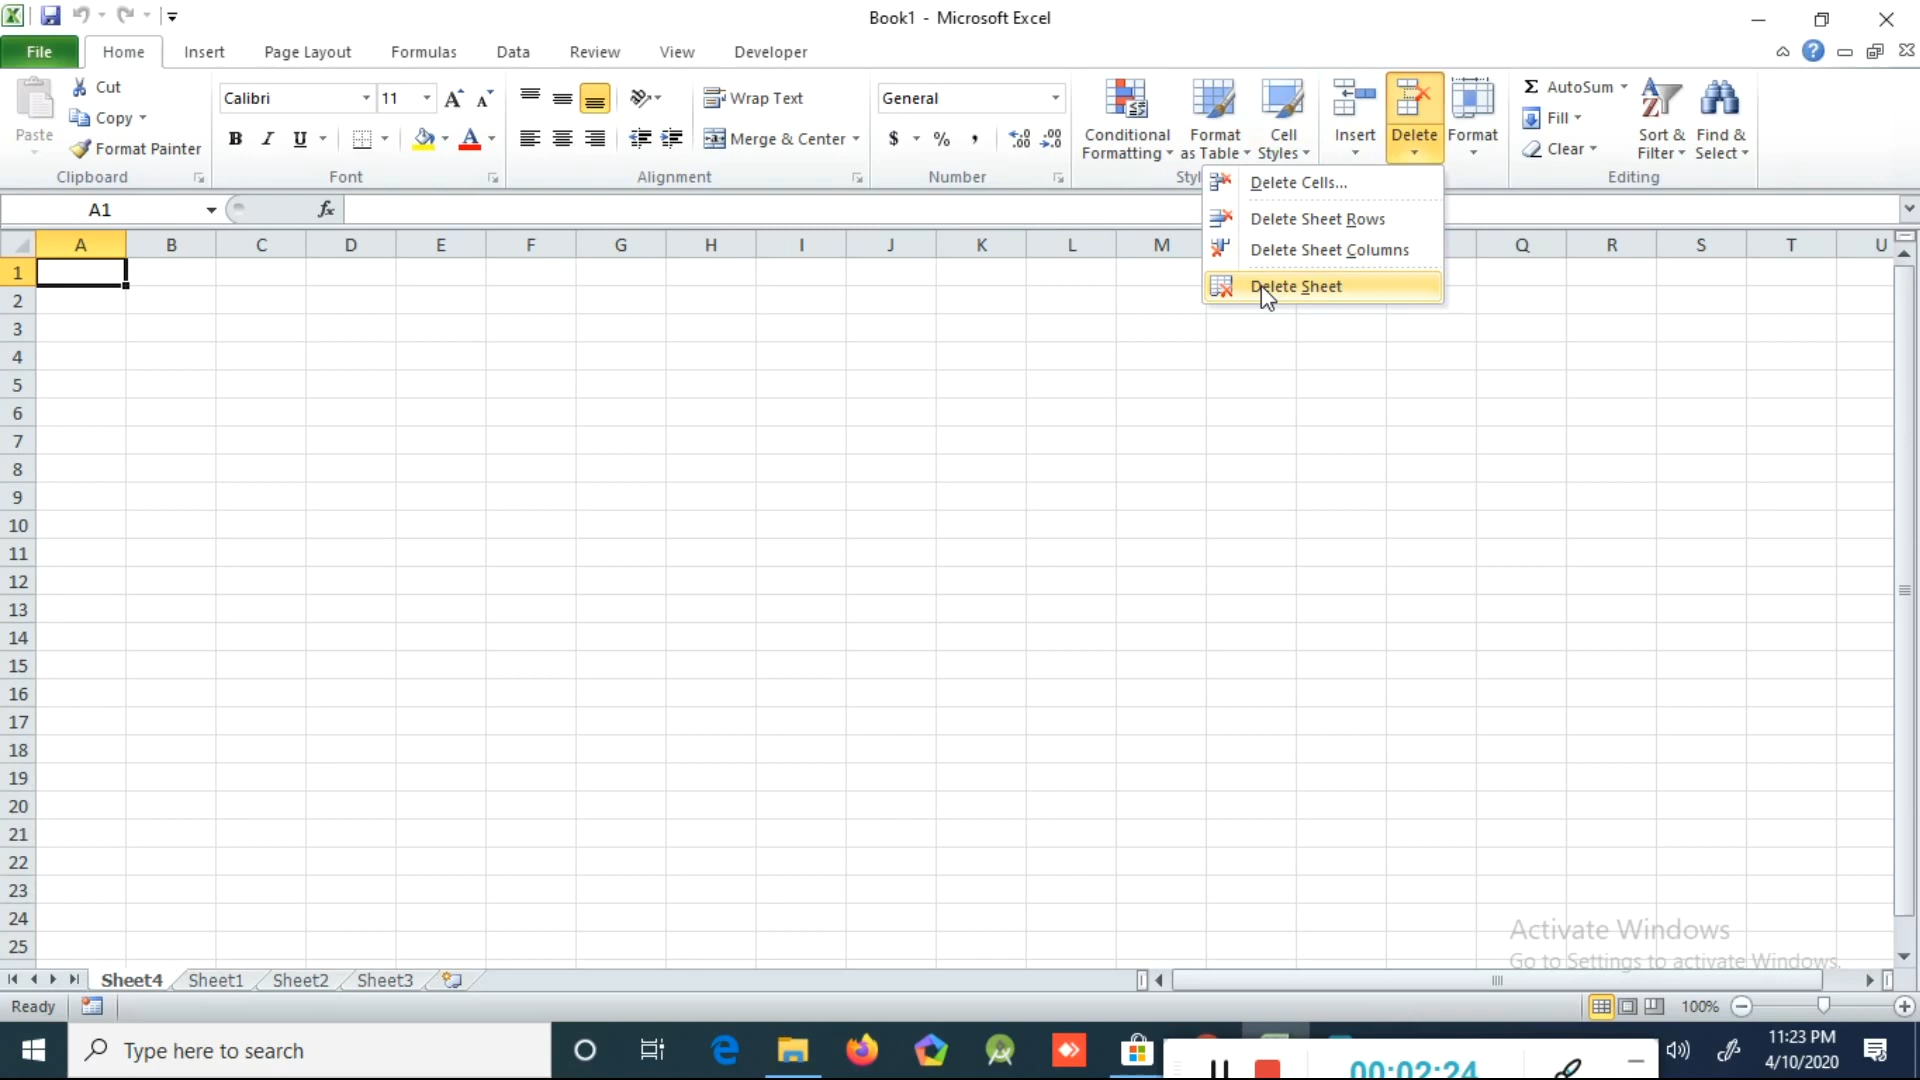 Book1 - Microsoft Excel
File Home Insert Page Layout Formulas Data Review View Developer
Paste Cut
Copy
Format Painter
Clipboard
Calibri 11
B I U
Font
Wrap Text
Merge & Center
Alignment
General
$ % ,
Number
Conditional Formatting
Format as Table
Cell Styles
Styl
Insert Delete Format
Σ AutoSum
Fill
Clear
Sort & Filter
Find & Select
Editing
Delete Cells...
Delete Sheet Rows
Delete Sheet Columns
Delete Sheet
A1 fx
A B C D E F G H I J K L M Q R S T U
1
2
3
4
5
6
7
8
9
10
11
12
13
14
15
16
17
18
19
20
21
22
23
24
25
Activate Windows
Go to Settings to activate Windows.
Sheet4 Sheet1 Sheet2 Sheet3
Ready 100%
Type here to search
00:02:24
11:23 PM
4/10/2020